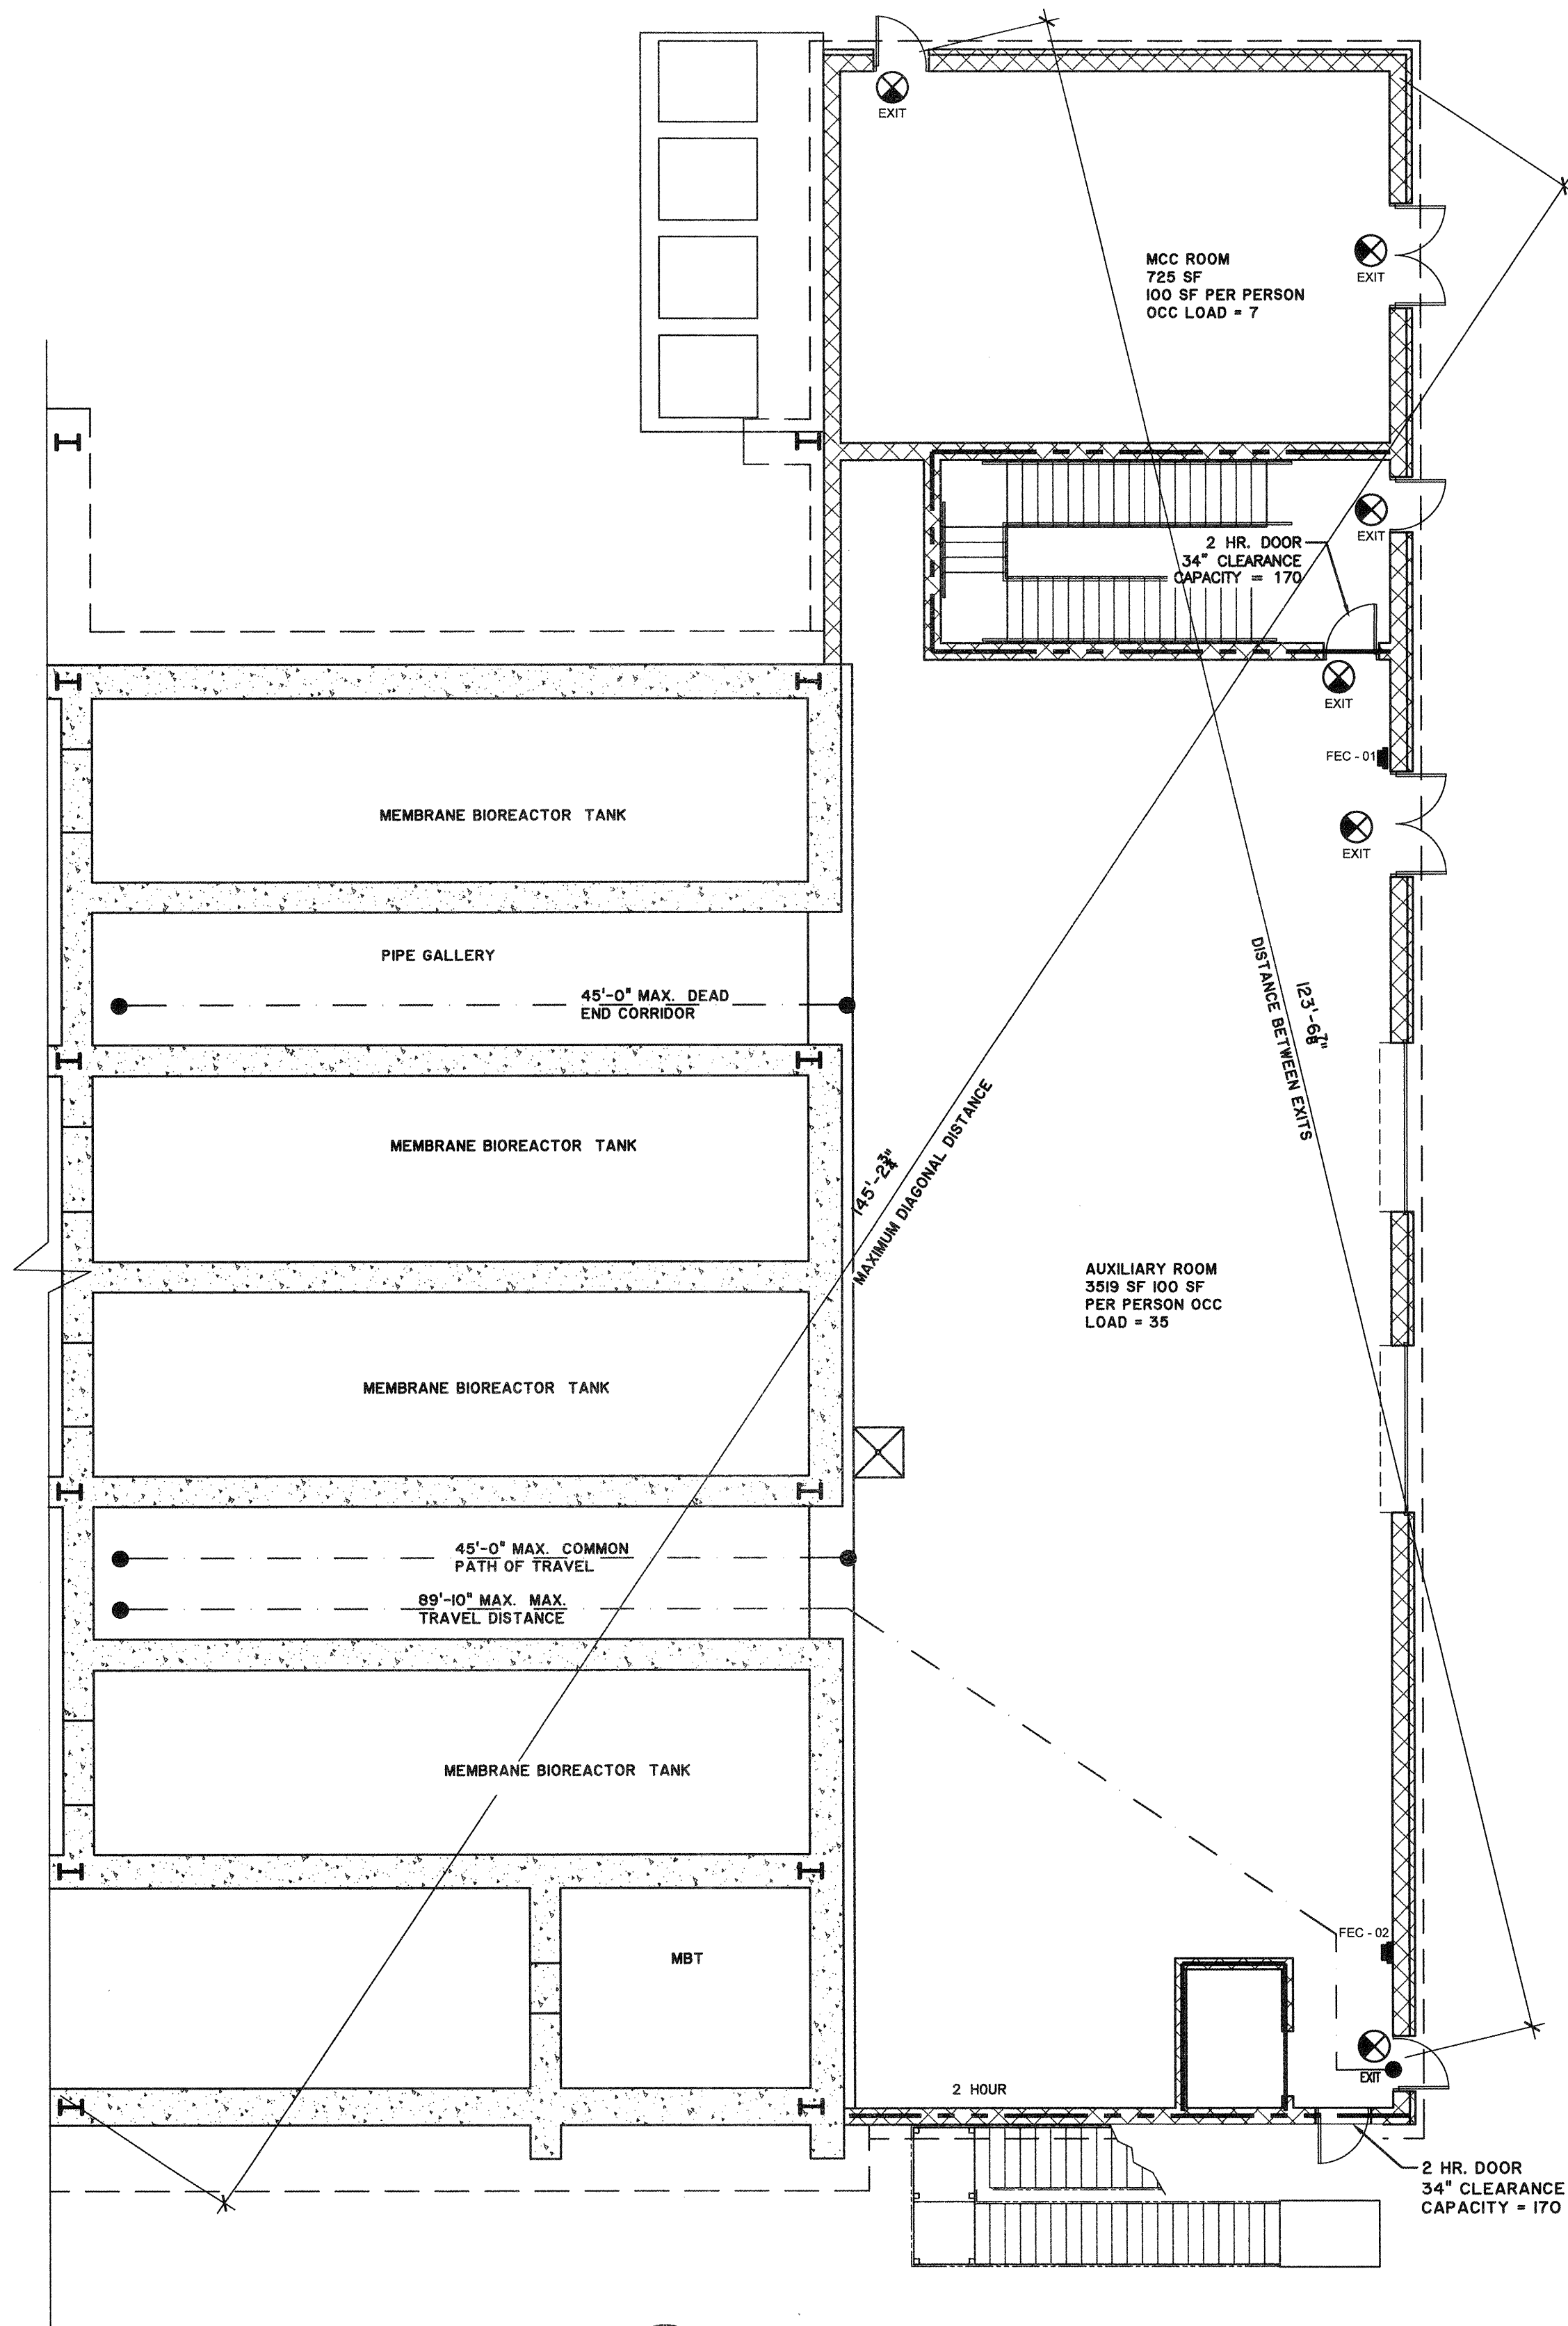 EXIT
MCC ROOM
725 SF
100 SF PER PERSON
OCC LOAD = 7
EXIT
EXIT
2 HR. DOOR
34" CLEARANCE
CAPACITY = 170
EXIT
FEC - 01
EXIT
MEMBRANE BIOREACTOR TANK
PIPE GALLERY
45'-0" MAX. DEAD
END CORRIDOR
123'-6 7/8"
DISTANCE BETWEEN EXITS
MEMBRANE BIOREACTOR TANK
145'-2 3/4"
MAXIMUM DIAGONAL DISTANCE
AUXILIARY ROOM
3519 SF 100 SF
PER PERSON OCC
LOAD = 35
MEMBRANE BIOREACTOR TANK
45'-0" MAX. COMMON
PATH OF TRAVEL
89'-10" MAX. MAX.
TRAVEL DISTANCE
MEMBRANE BIOREACTOR TANK
FEC - 02
MBT
EXIT
2 HOUR
2 HR. DOOR
34" CLEARANCE
CAPACITY = 170